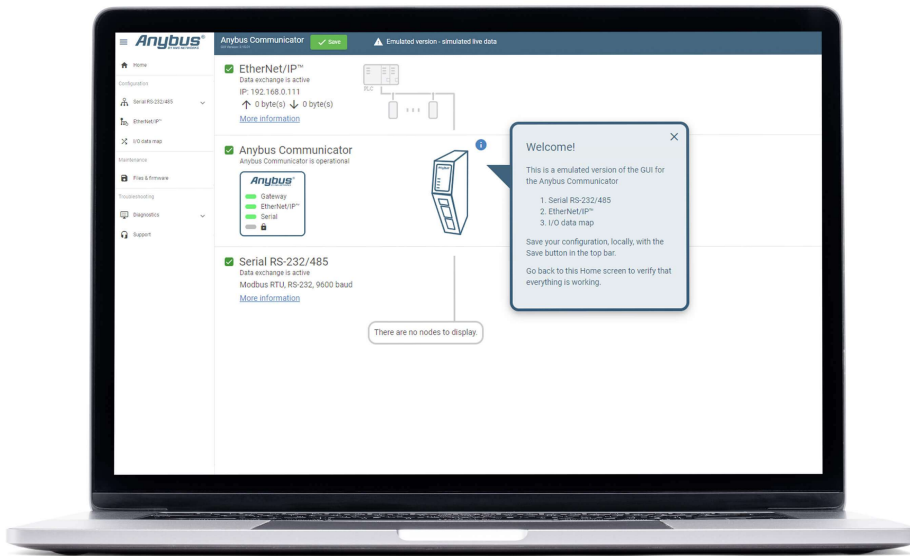 Anybus®
BY HMS NETWORKS
Anybus Communicator
Save
Emulated version - simulated live data
Home
Configuration
Serial RS-232/485
EtherNet/IP™
I/O data map
Maintenance
Files & firmware
Troubleshooting
Diagnostics
Support
EtherNet/IP™
Data exchange is active
IP: 192.168.0.111
0 byte(s) 0 byte(s)
More information
PLC
Anybus Communicator
Anybus Communicator is operational
Anybus®
Gateway
EtherNet/IP™
Serial
Anybus
Serial RS-232/485
Data exchange is active
Modbus RTU, RS-232, 9600 baud
More information
There are no nodes to display.
Welcome!
This is a emulated version of the GUI for
the Anybus Communicator
1. Serial RS-232/485
2. EtherNet/IP™
3. I/O data map
Save your configuration, locally, with the
Save button in the top bar.
Go back to this Home screen to verify that
everything is working.